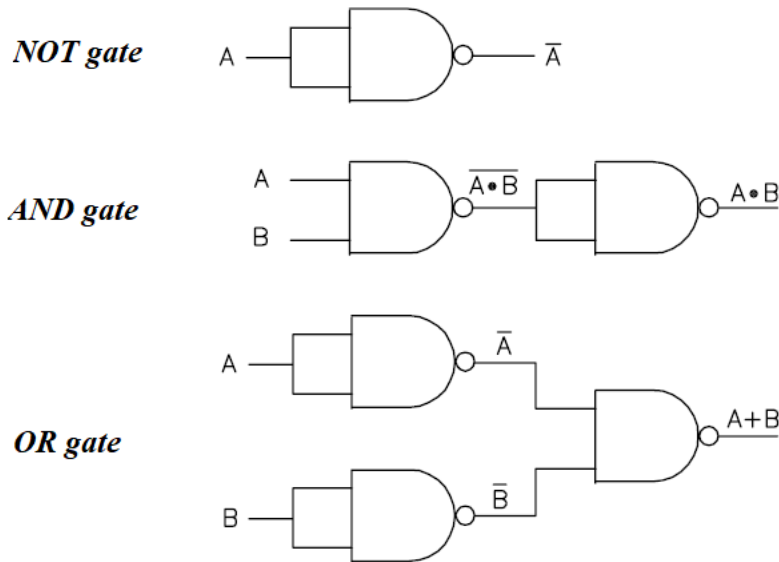 NOT gate
A
A̅
AND gate
A
B
A̅•̅B̅
A•B
OR gate
A
A̅
B
B̅
A+B